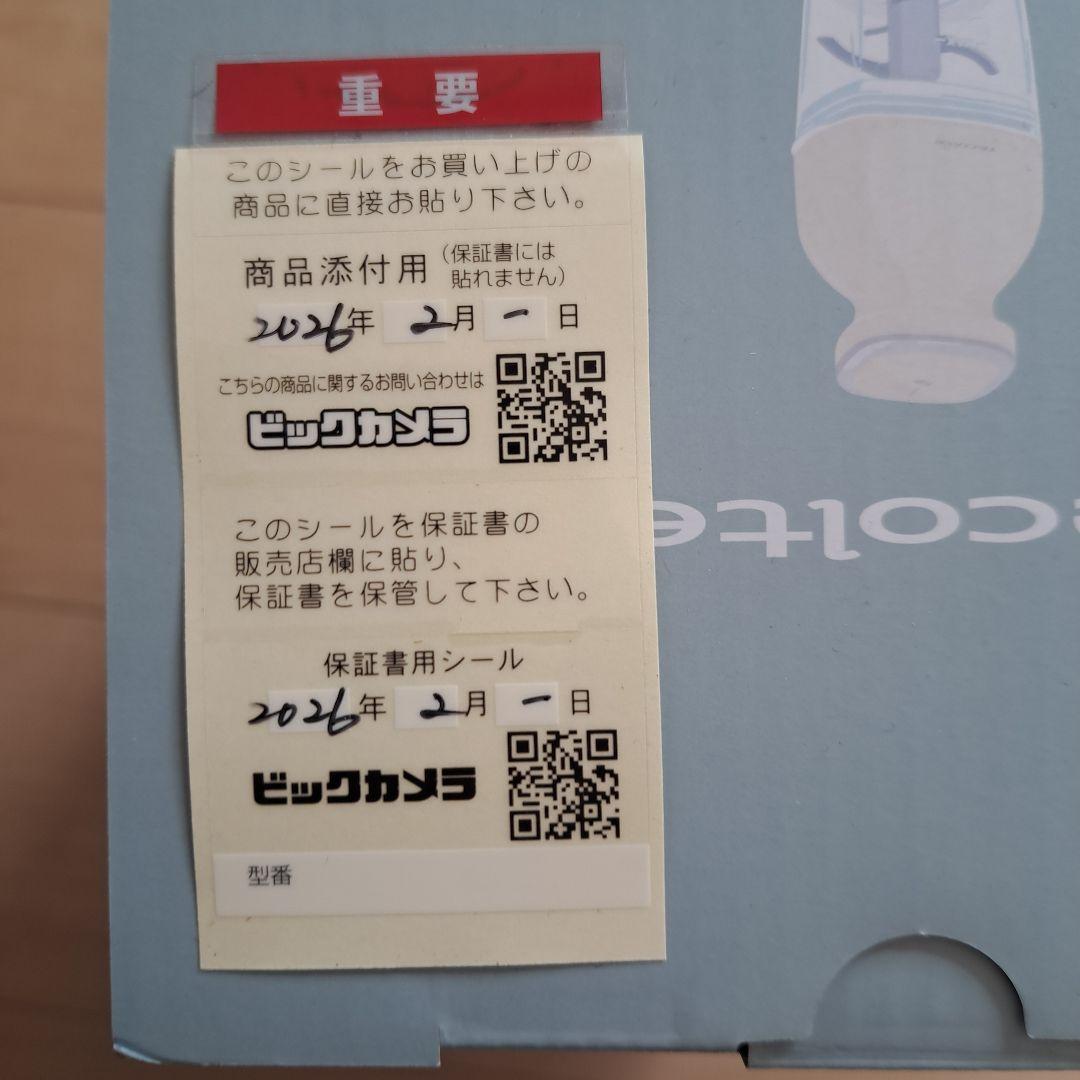 重要
このシールをお買い上げの
商品に直接お貼り下さい。
商品添付用（保証書には
貼れません）
2026年 2月 一日
こちらの商品に関するお問い合わせは
ビックカメラ
このシールを保証書の
販売店欄に貼り、
保証書を保管して下さい。
保証書用シール
2026年 2月 一日
ビックカメラ
型番
ecolte